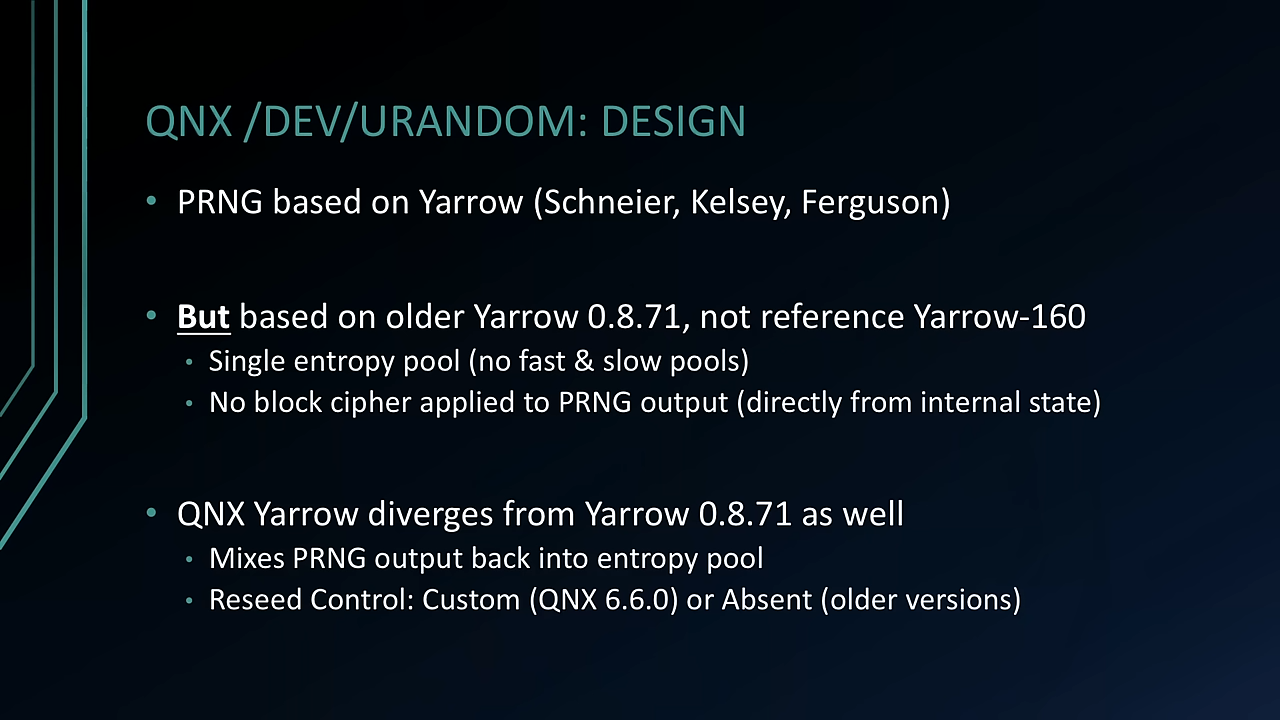 QNX /DEV/URANDOM: DESIGN
• PRNG based on Yarrow (Schneier, Kelsey, Ferguson)
• But based on older Yarrow 0.8.71, not reference Yarrow-160
• Single entropy pool (no fast & slow pools)
• No block cipher applied to PRNG output (directly from internal state)
• QNX Yarrow diverges from Yarrow 0.8.71 as well
• Mixes PRNG output back into entropy pool
• Reseed Control: Custom (QNX 6.6.0) or Absent (older versions)